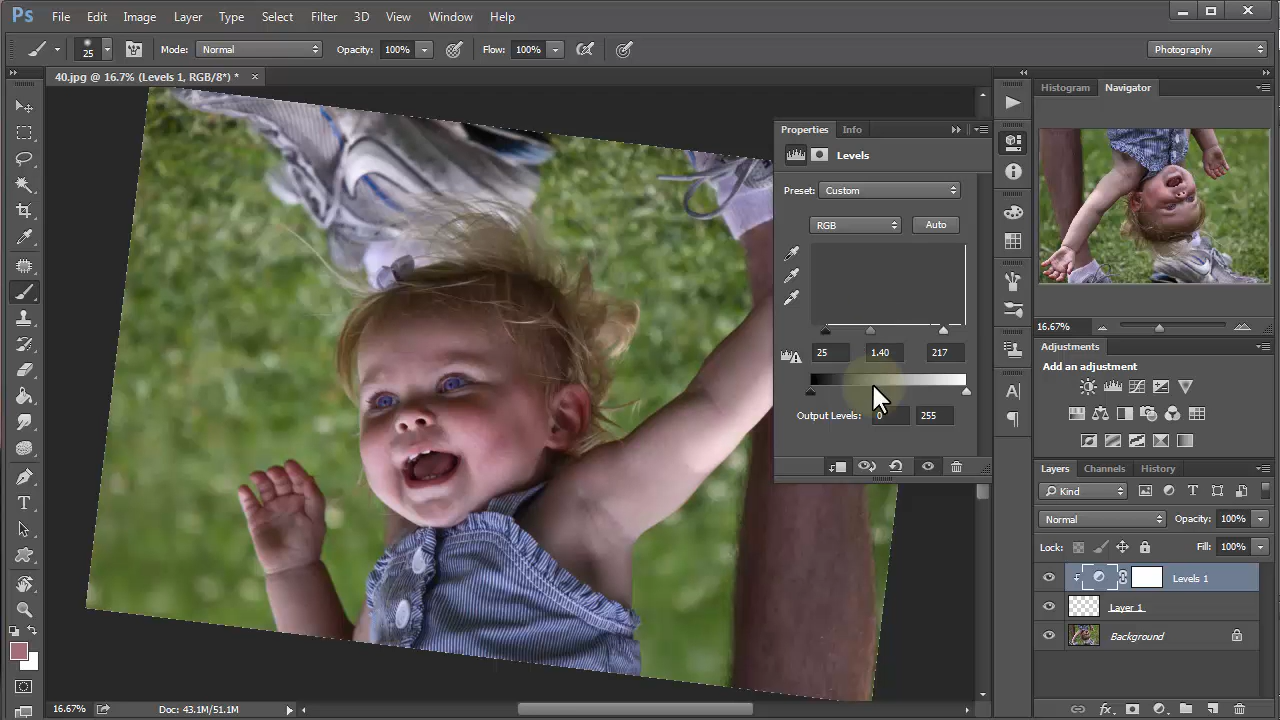 Ps File Edit Image Layer Type Select Filter 3D View Window Help
25 Mode: Normal Opacity: 100% Flow: 100% Photography
40.jpg @ 16.7% (Levels 1, RGB/8*) * ×
Histogram Navigator
Properties Info
Levels
Preset: Custom
RGB Auto
25 1.40 217
Output Levels: 0 255
16.67%
Adjustments
Add an adjustment
Layers Channels History
Kind
Normal Opacity: 100%
Lock: Fill: 100%
Levels 1
Layer 1
Background
16.67% Doc: 43.1M/51.1M